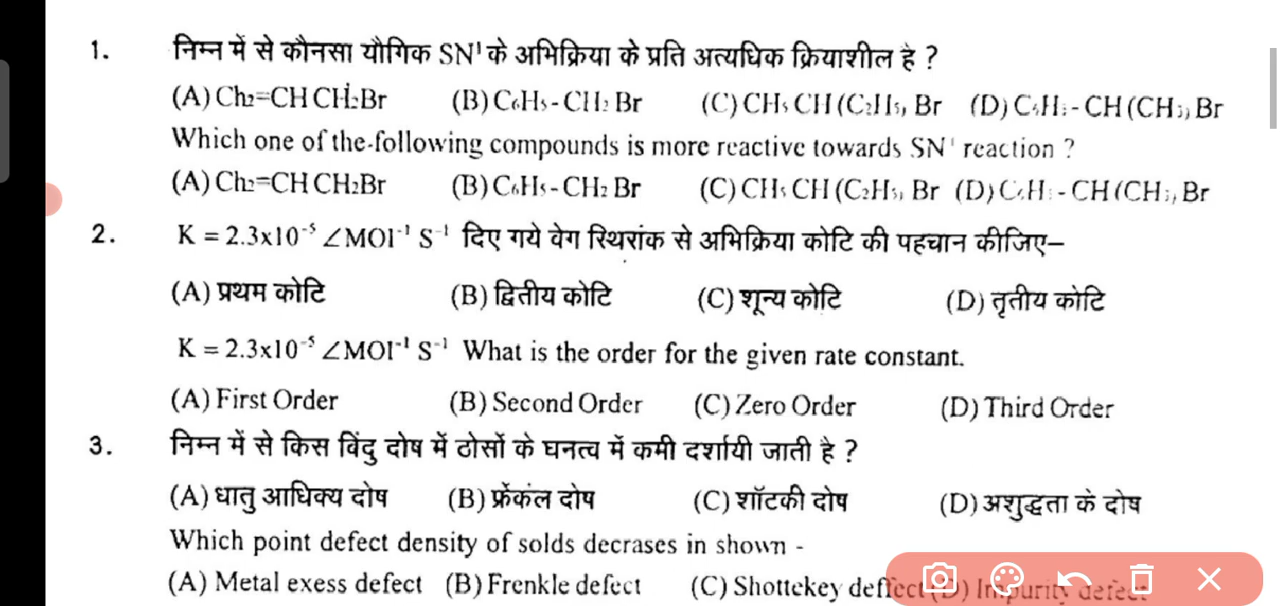 1. निम्न में से कौनसा यौगिक SN¹ के अभिक्रिया के प्रति अत्यधिक क्रियाशील है ?
(A) Ch₂=CH CH₂Br (B) C₆H₅ - CH₂ Br (C) CH₃ CH (C₂H₅) Br (D) C₆H₅ - CH (CH₃) Br
Which one of the following compounds is more reactive towards SN¹ reaction ?
(A) Ch₂=CH CH₂Br (B) C₆H₅ - CH₂ Br (C) CH₃ CH (C₂H₅) Br (D) C₆H₅ - CH (CH₃) Br
2. K = 2.3x10⁻⁵ ∠MOl⁻¹ S⁻¹ दिए गये वेग स्थिरांक से अभिक्रिया कोटि की पहचान कीजिए–
(A) प्रथम कोटि (B) द्वितीय कोटि (C) शून्य कोटि (D) तृतीय कोटि
K = 2.3x10⁻⁵ ∠MOl⁻¹ S⁻¹ What is the order for the given rate constant.
(A) First Order (B) Second Order (C) Zero Order (D) Third Order
3. निम्न में से किस विंदु दोष में ठोसों के घनत्व में कमी दर्शायी जाती है ?
(A) धातु आधिक्य दोष (B) फ्रेंकल दोष (C) शॉटकी दोष (D) अशुद्धता के दोष
Which point defect density of solds decrases in shown -
(A) Metal exess defect (B) Frenkle defect (C) Shottekey deffect (D) Impurity defect